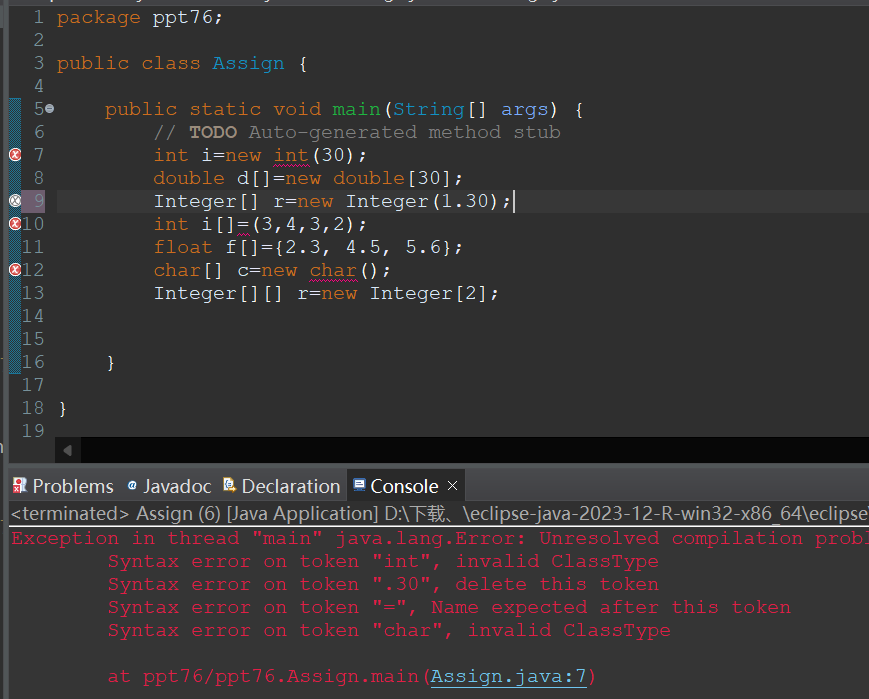 1 package ppt76;
2
3 public class Assign {
4
5 public static void main(String[] args) {
6 // TODO Auto-generated method stub
7 int i=new int(30);
8 double d[]=new double[30];
9 Integer[] r=new Integer(1.30);
10 int i[]=(3,4,3,2);
11 float f[]={2.3, 4.5, 5.6};
12 char[] c=new char();
13 Integer[][] r=new Integer[2];
14
15
16 }
17
18 }
19
Problems Javadoc Declaration Console
<terminated> Assign (6) [Java Application] D:\下载、\eclipse-java-2023-12-R-win32-x86_64\eclipse\
Exception in thread "main" java.lang.Error: Unresolved compilation probl
Syntax error on token "int", invalid ClassType
Syntax error on token ".30", delete this token
Syntax error on token "=", Name expected after this token
Syntax error on token "char", invalid ClassType
at ppt76/ppt76.Assign.main(Assign.java:7)